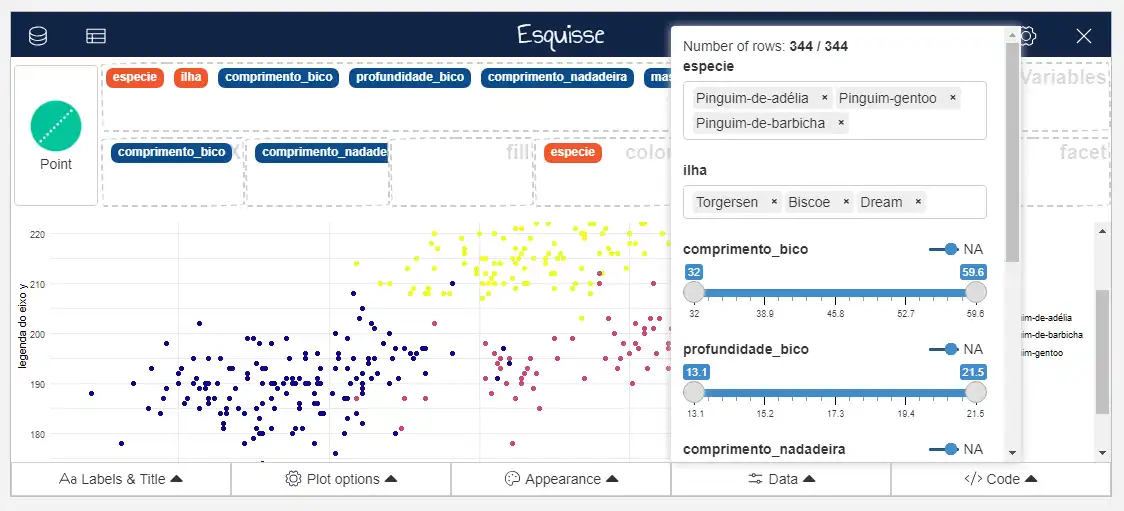 Esquisse
Number of rows: 344 / 344
especie ilha comprimento_bico profundidade_bico comprimento_nadadeira mas
Variables
Point
comprimento_bico X comprimento_nadade fill especie colou facet
especie
Pinguim-de-adélia × Pinguim-gentoo ×
Pinguim-de-barbicha ×
ilha
Torgersen × Biscoe × Dream ×
comprimento_bico NA
32 59.6
32 38.9 45.8 52.7 59.6
profundidade_bico NA
13.1 21.5
13.1 15.2 17.3 19.4 21.5
comprimento_nadadeira NA
220
210
200
190
180
legenda do eixo y
uim-de-adélia
uim-de-barbicha
uim-gentoo
Aa Labels & Title
Plot options
Appearance
Data
</> Code